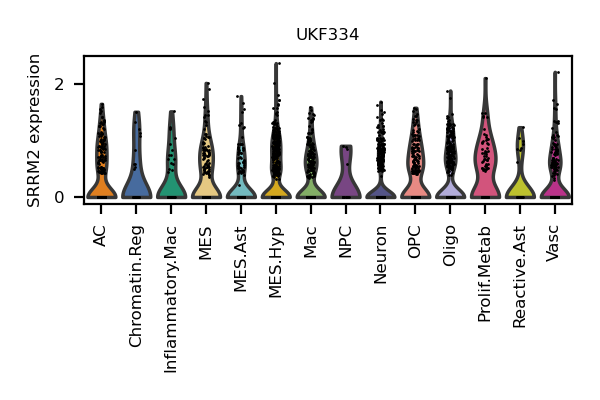 UKF334
SRRM2 expression
2
0
AC
Chromatin.Reg
Inflammatory.Mac
MES
MES.Ast
MES.Hyp
Mac
NPC
Neuron
OPC
Oligo
Prolif.Metab
Reactive.Ast
Vasc